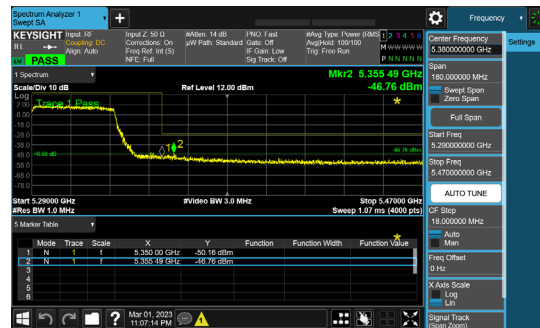 Spectrum Analyzer 1
Swept SA
+
Frequency
KEYSIGHT
Input: RF
Coupling: DC
Align: Auto
Input Z: 50 Ω
Corrections: On
Freq Ref: Int (S)
NFE: Full
#Atten: 14 dB
µW Path: Standard
PNO: Fast
Gate: Off
IF Gain: Low
Sig Track: Off
#Avg Type: Power (RMS
Avg|Hold: 100/100
Trig: Free Run
1 2 3 4 5 6
M W W W W W
P N N N N N
RL
PASS
1 Spectrum
Scale/Div 10 dB
Ref Level 12.00 dBm
Mkr2 5.355 49 GHz
-46.76 dBm
Log
Trace 1 Pass
2.00
-8.00
-18.0
-28.0
-38.0
-48.0
-58.0
-68.0
-78.0
1
2
Start 5.29000 GHz
#Res BW 1.0 MHz
#Video BW 3.0 MHz
Stop 5.47000 GHz
Sweep 1.07 ms (4000 pts)
5 Marker Table
Mode Trace Scale X Y Function Function Width Function Value
1 N 1 f 5.350 00 GHz -50.16 dBm
2 N 1 f 5.355 49 GHz -46.76 dBm
3
4
5
6
Mar 01, 2023
11:07:14 PM
Center Frequency
5.380000000 GHz
Settings
Span
180.000000 MHz
Swept Span
Zero Span
Full Span
Start Freq
5.290000000 GHz
Stop Freq
5.470000000 GHz
AUTO TUNE
CF Step
18.000000 MHz
Auto
Man
Freq Offset
0 Hz
X Axis Scale
Log
Lin
Signal Track
(Span Zoom)